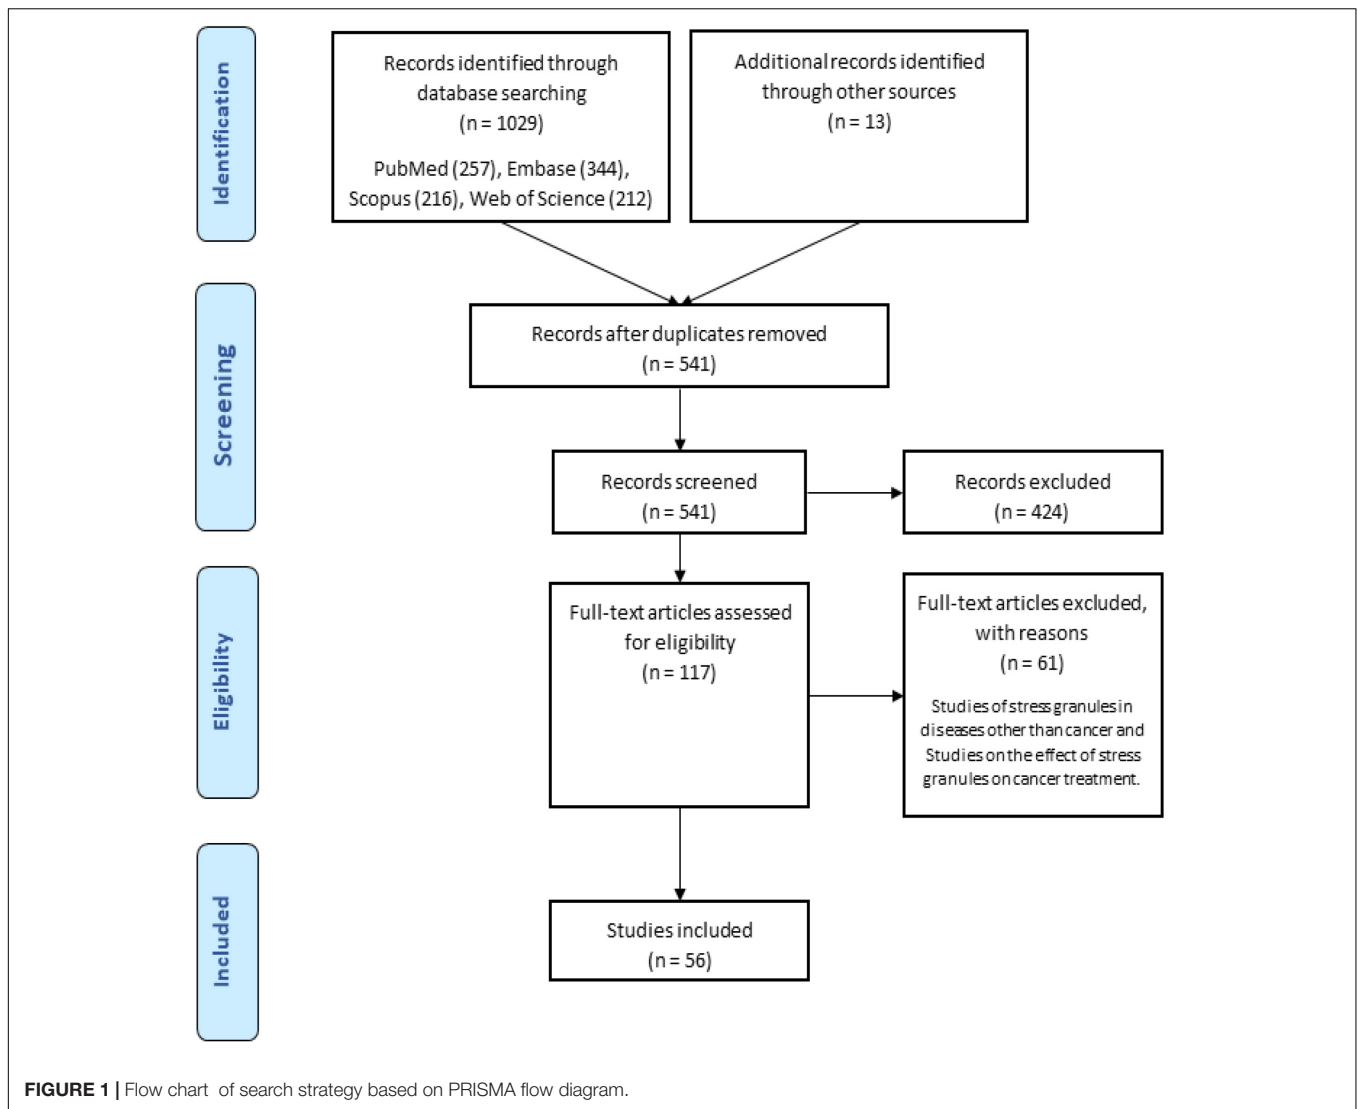 Identification
Records identified through
database searching
(n = 1029)
PubMed (257), Embase (344),
Scopus (216), Web of Science (212)
Additional records identified
through other sources
(n = 13)
Screening
Records after duplicates removed
(n = 541)
Records screened
(n = 541)
Records excluded
(n = 424)
Eligibility
Full-text articles assessed
for eligibility
(n = 117)
Full-text articles excluded,
with reasons
(n = 61)
Studies of stress granules in
diseases other than cancer and
Studies on the effect of stress
granules on cancer treatment.
Included
Studies included
(n = 56)
FIGURE 1 | Flow chart of search strategy based on PRISMA flow diagram.